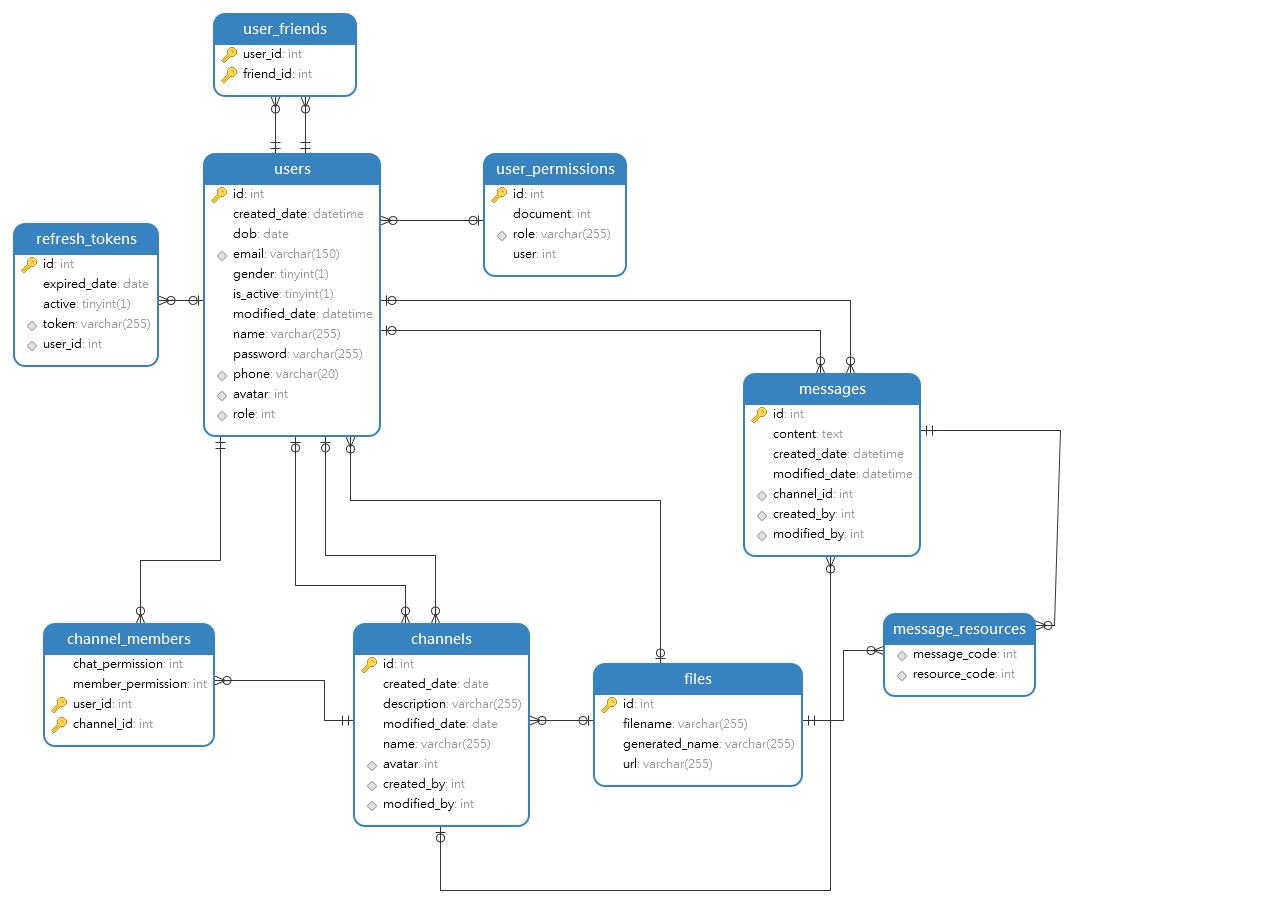 user_friends
user_id: int
friend_id: int
users
id: int
created_date: datetime
dob: date
email: varchar(150)
gender: tinyint(1)
is_active: tinyint(1)
modified_date: datetime
name: varchar(255)
password: varchar(255)
phone: varchar(20)
avatar: int
role: int
user_permissions
id: int
document: int
role: varchar(255)
user: int
refresh_tokens
id: int
expired_date: date
active: tinyint(1)
token: varchar(255)
user_id: int
messages
id: int
content: text
created_date: datetime
modified_date: datetime
channel_id: int
created_by: int
modified_by: int
channel_members
chat_permission: int
member_permission: int
user_id: int
channel_id: int
channels
id: int
created_date: date
description: varchar(255)
modified_date: date
name: varchar(255)
avatar: int
created_by: int
modified_by: int
files
id: int
filename: varchar(255)
generated_name: varchar(255)
url: varchar(255)
message_resources
message_code: int
resource_code: int